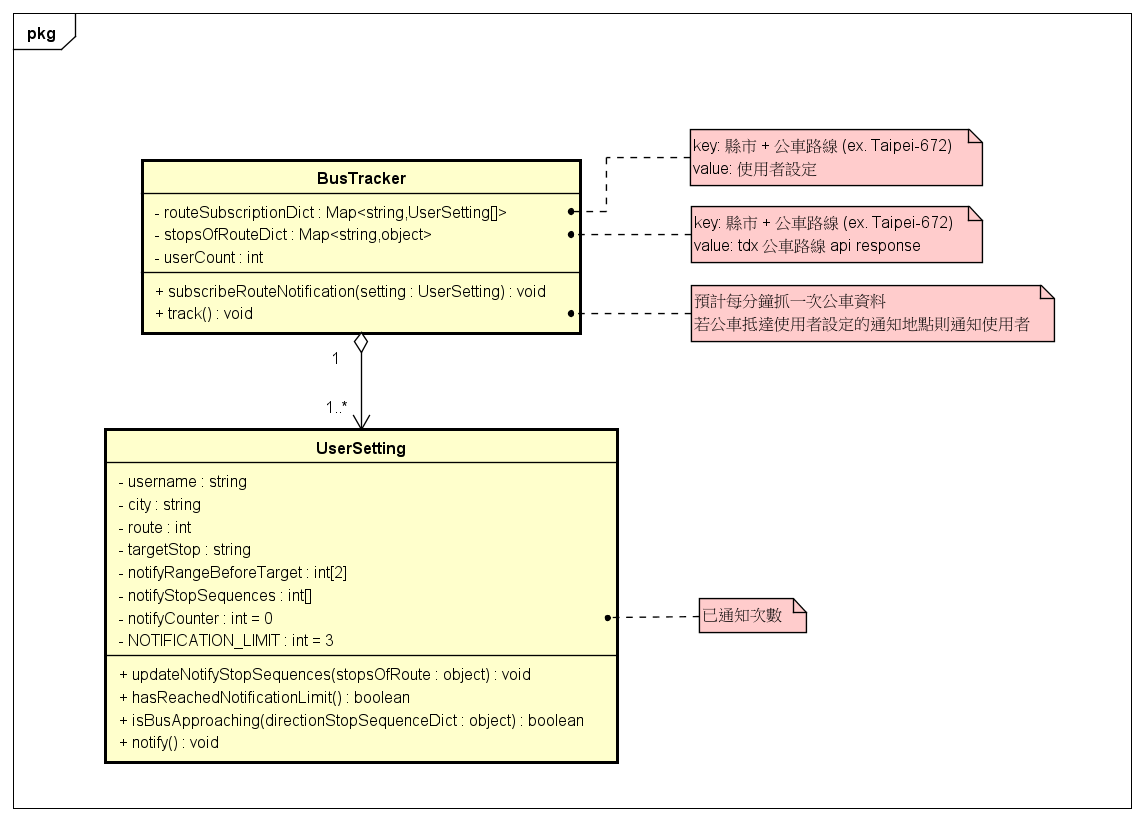 pkg
BusTracker
- routeSubscriptionDict : Map<string,UserSetting[]>
- stopsOfRouteDict : Map<string,object>
- userCount : int
+ subscribeRouteNotification(setting : UserSetting) : void
+ track() : void
key: 縣市 + 公車路線 (ex. Taipei-672)
value: 使用者設定
key: 縣市 + 公車路線 (ex. Taipei-672)
value: tdx 公車路線 api response
預計每分鐘抓一次公車資料
若公車抵達使用者設定的通知地點則通知使用者
1
1..*
UserSetting
- username : string
- city : string
- route : int
- targetStop : string
- notifyRangeBeforeTarget : int[2]
- notifyStopSequences : int[]
- notifyCounter : int = 0
- NOTIFICATION_LIMIT : int = 3
+ updateNotifyStopSequences(stopsOfRoute : object) : void
+ hasReachedNotificationLimit() : boolean
+ isBusApproaching(directionStopSequenceDict : object) : boolean
+ notify() : void
已通知次數